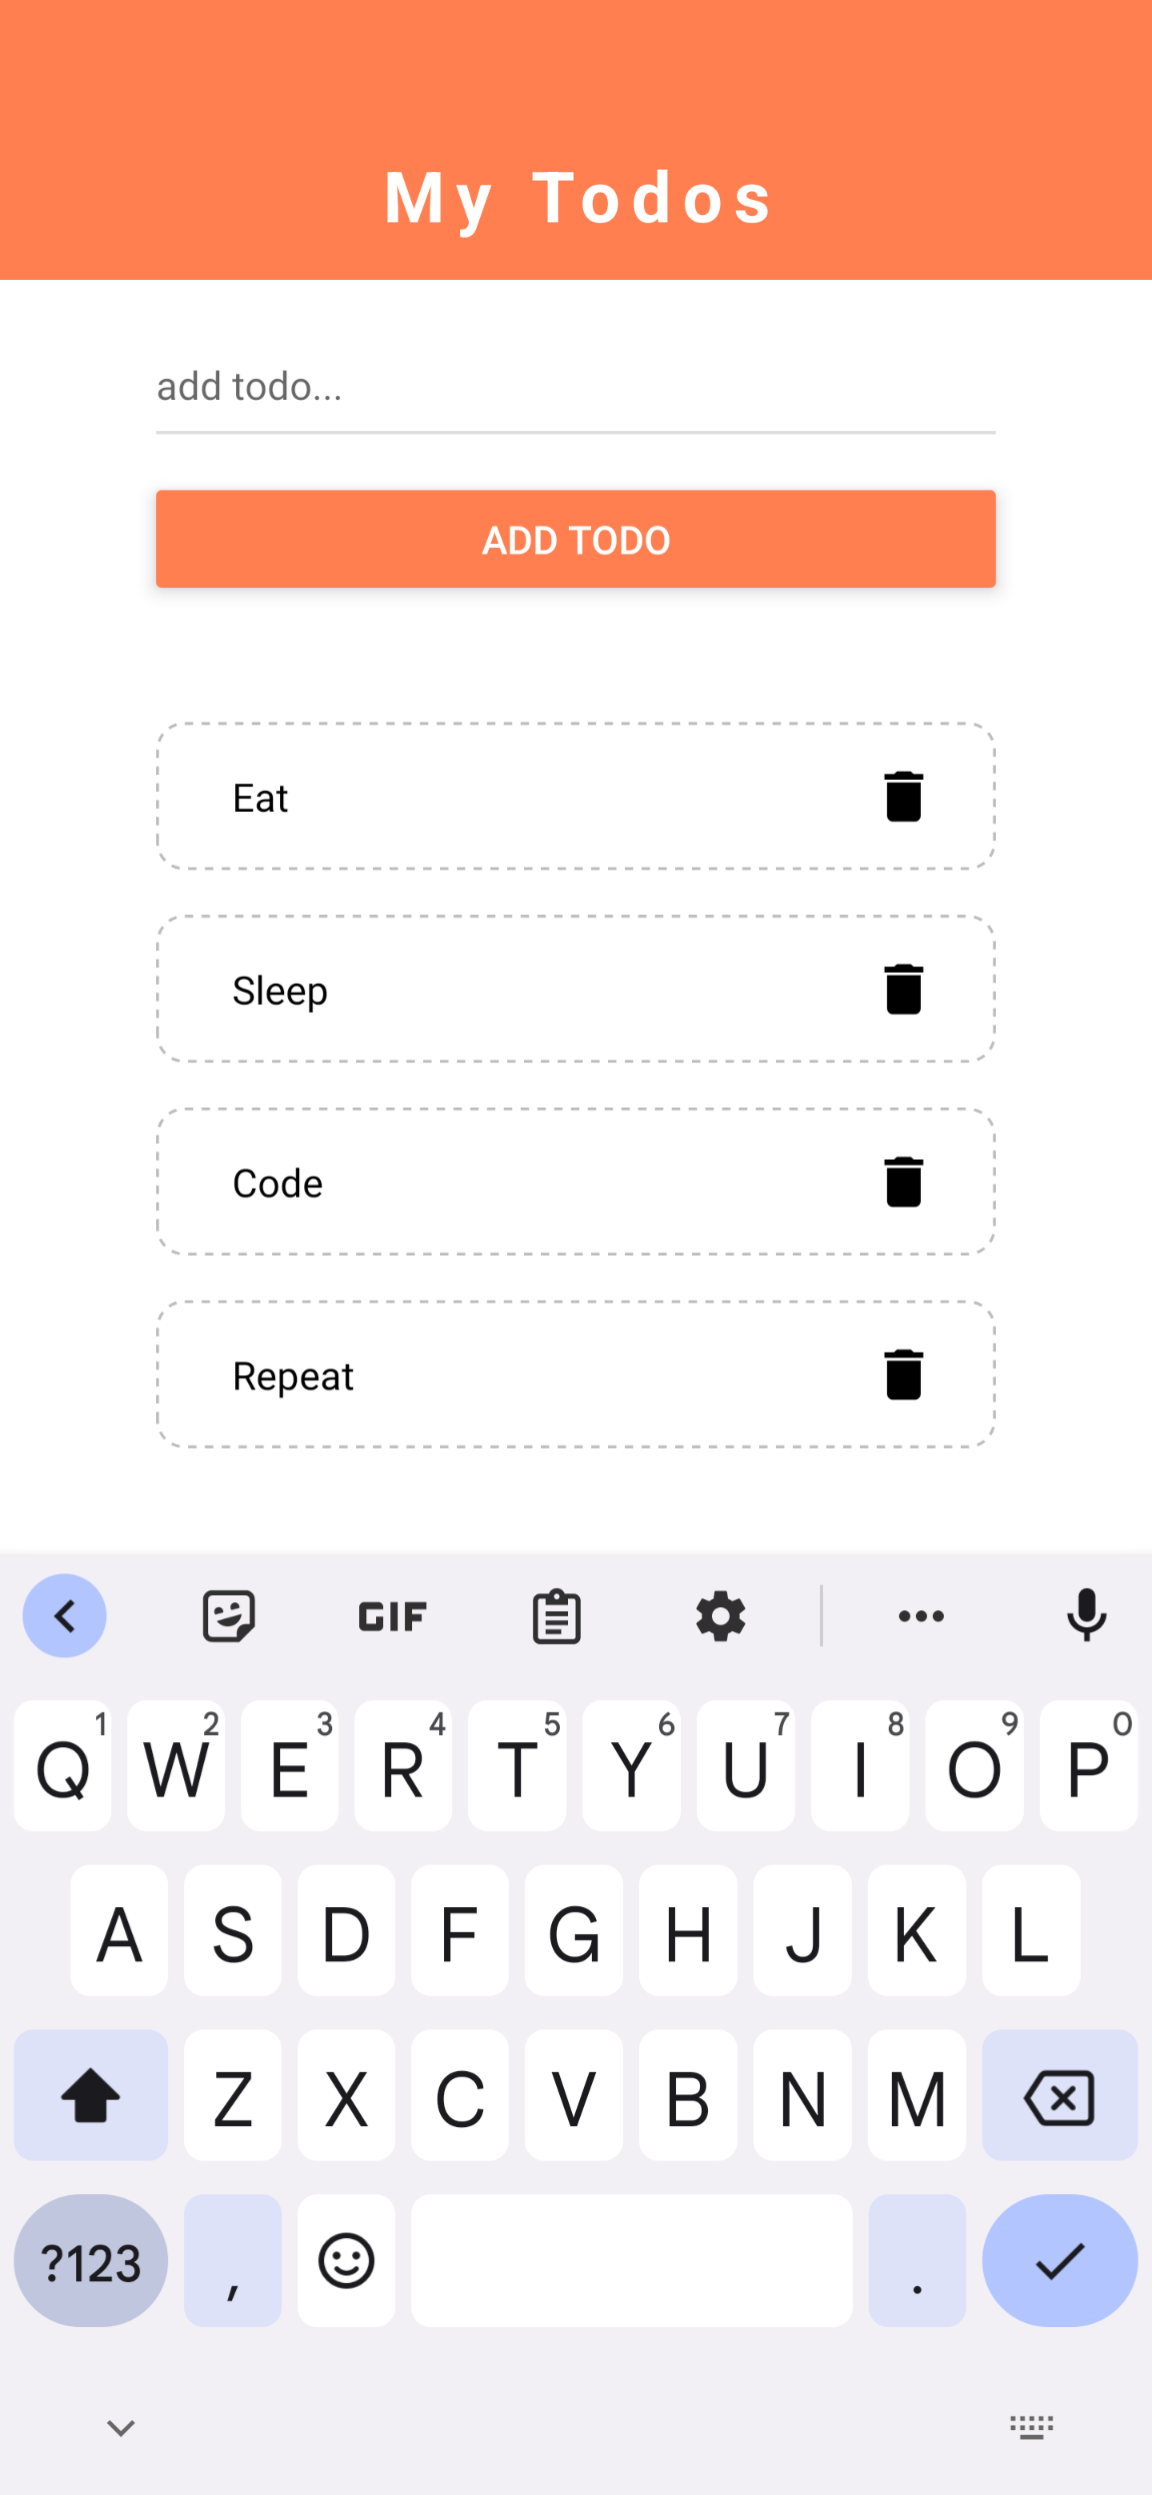 My Todos
add todo...
ADD TODO
Eat
Sleep
Code
Repeat
GIF
1 2 3 4 5 6 7 8 9 0
Q W E R T Y U I O P
A S D F G H J K L
Z X C V B N M
?123 , .